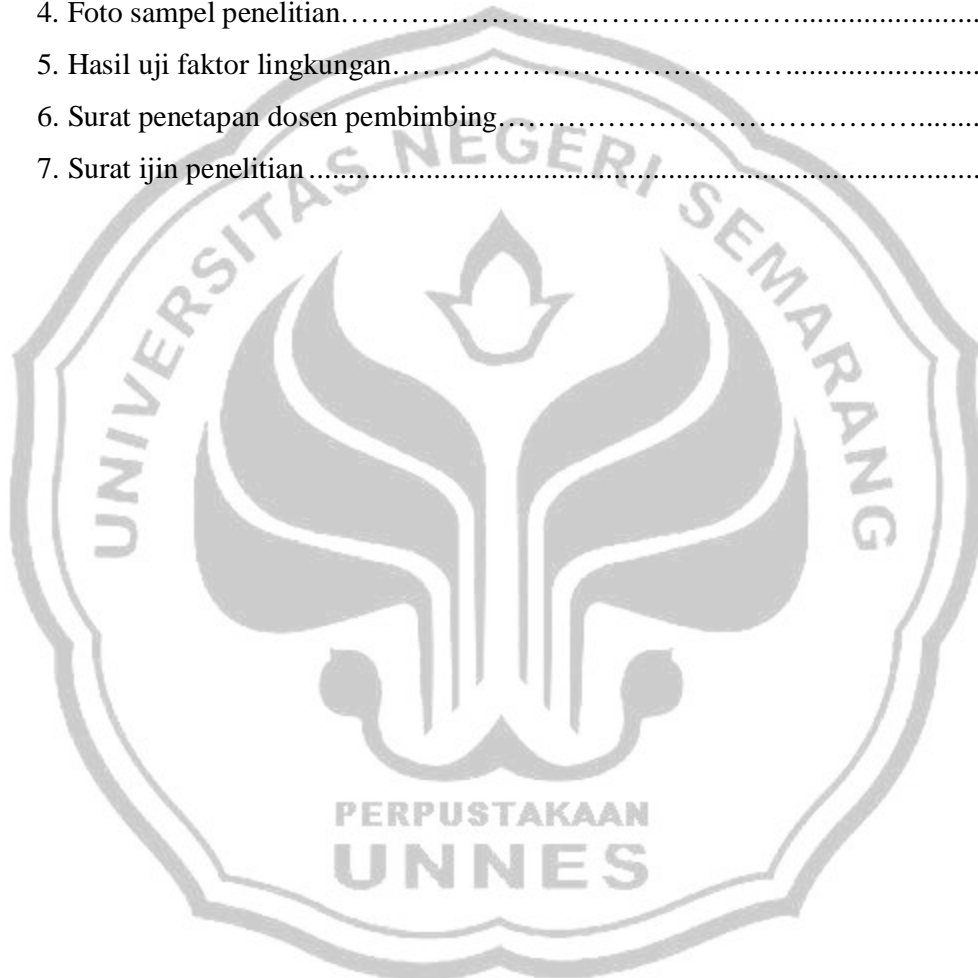 4. Foto sampel penelitian……………………………………….......................
5. Hasil uji faktor lingkungan…………………………………........................
6. Surat penetapan dosen pembimbing……………………………………........
7. Surat ijin penelitian ....................................................................................
UNIVERSITAS NEGERI SEMARANG
PERPUSTAKAAN
UNNES